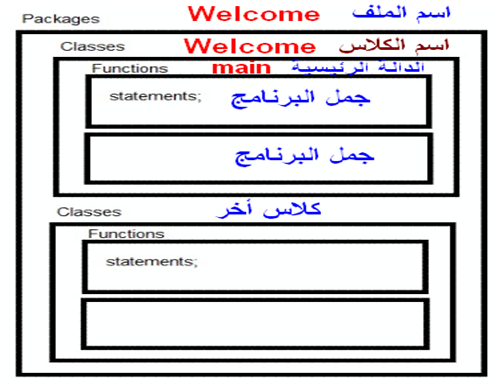 Packages Welcome اسم الملف
Classes Welcome اسم الكلاس
Functions main الدالة الرئيسية
statements; جمل البرنامج
جمل البرنامج
Classes كلاس أخر
Functions
statements;